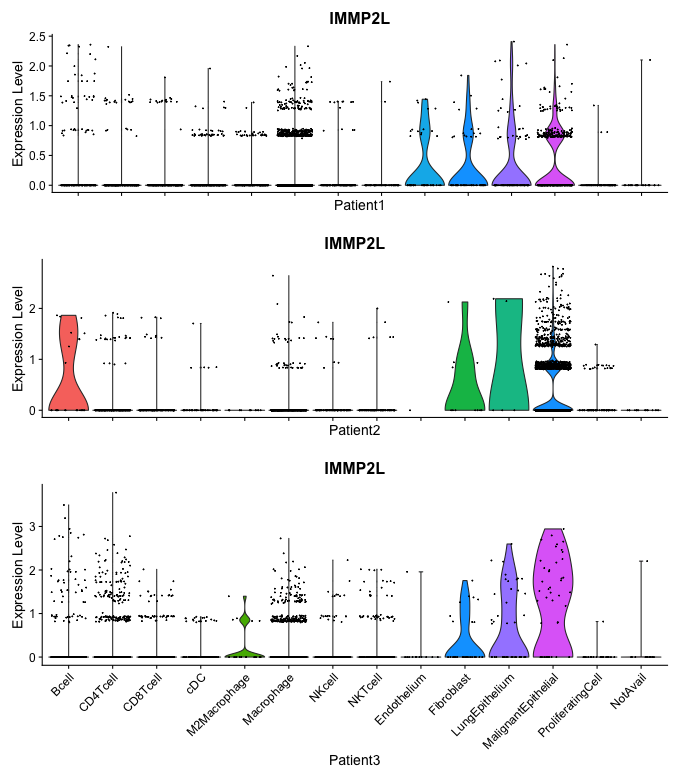 IMMP2L
Expression Level
2.5
2.0
1.5
1.0
0.5
0.0
Patient1
IMMP2L
Expression Level
2
1
0
Patient2
IMMP2L
Expression Level
3
2
1
0
Bcell
CD4Tcell
CD8Tcell
cDC
M2Macrophage
Macrophage
NKcell
NKTcell
Endothelium
Fibroblast
LungEpithelium
MalignantEpithelial
ProliferatingCell
NotAvail
Patient3